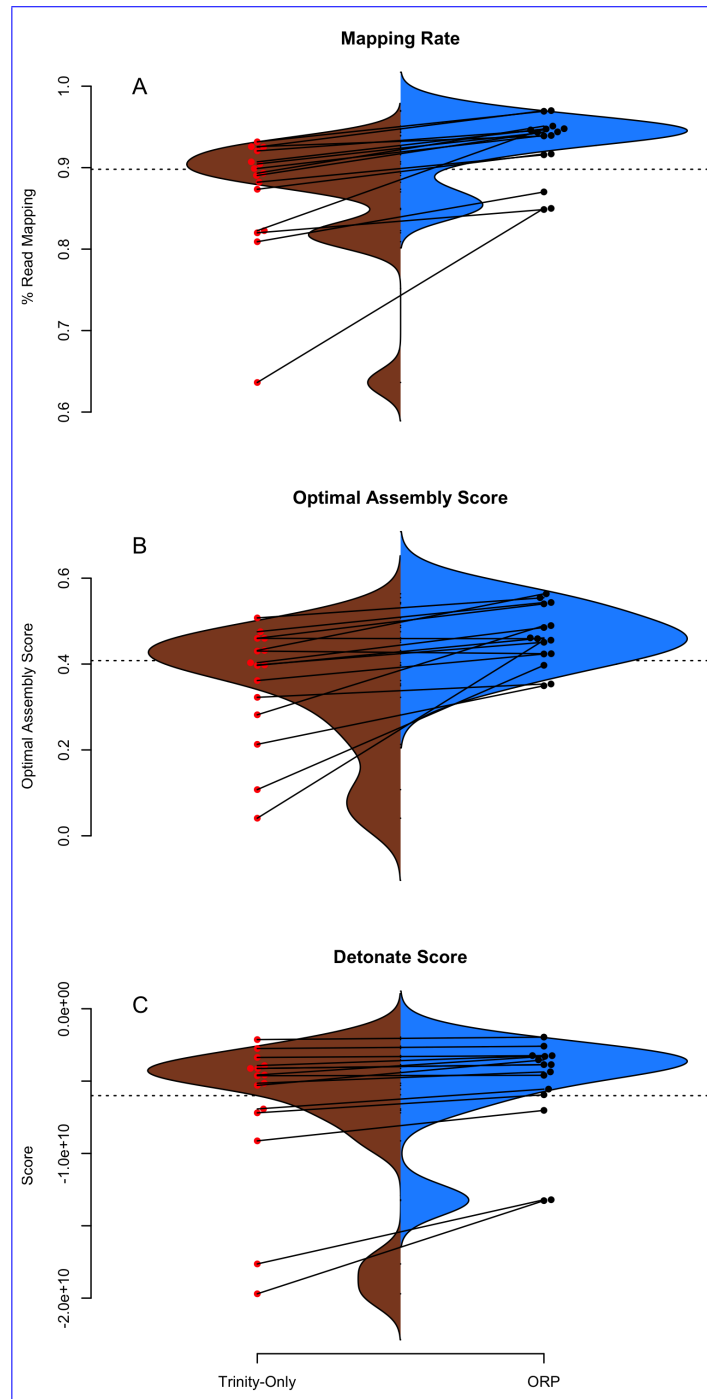 Mapping Rate
A
% Read Mapping
1.0
0.9
0.8
0.7
0.6
Optimal Assembly Score
B
Optimal Assembly Score
0.6
0.4
0.2
0.0
Detonate Score
C
Score
0.0e+00
-1.0e+10
-2.0e+10
Trinity-Only ORP